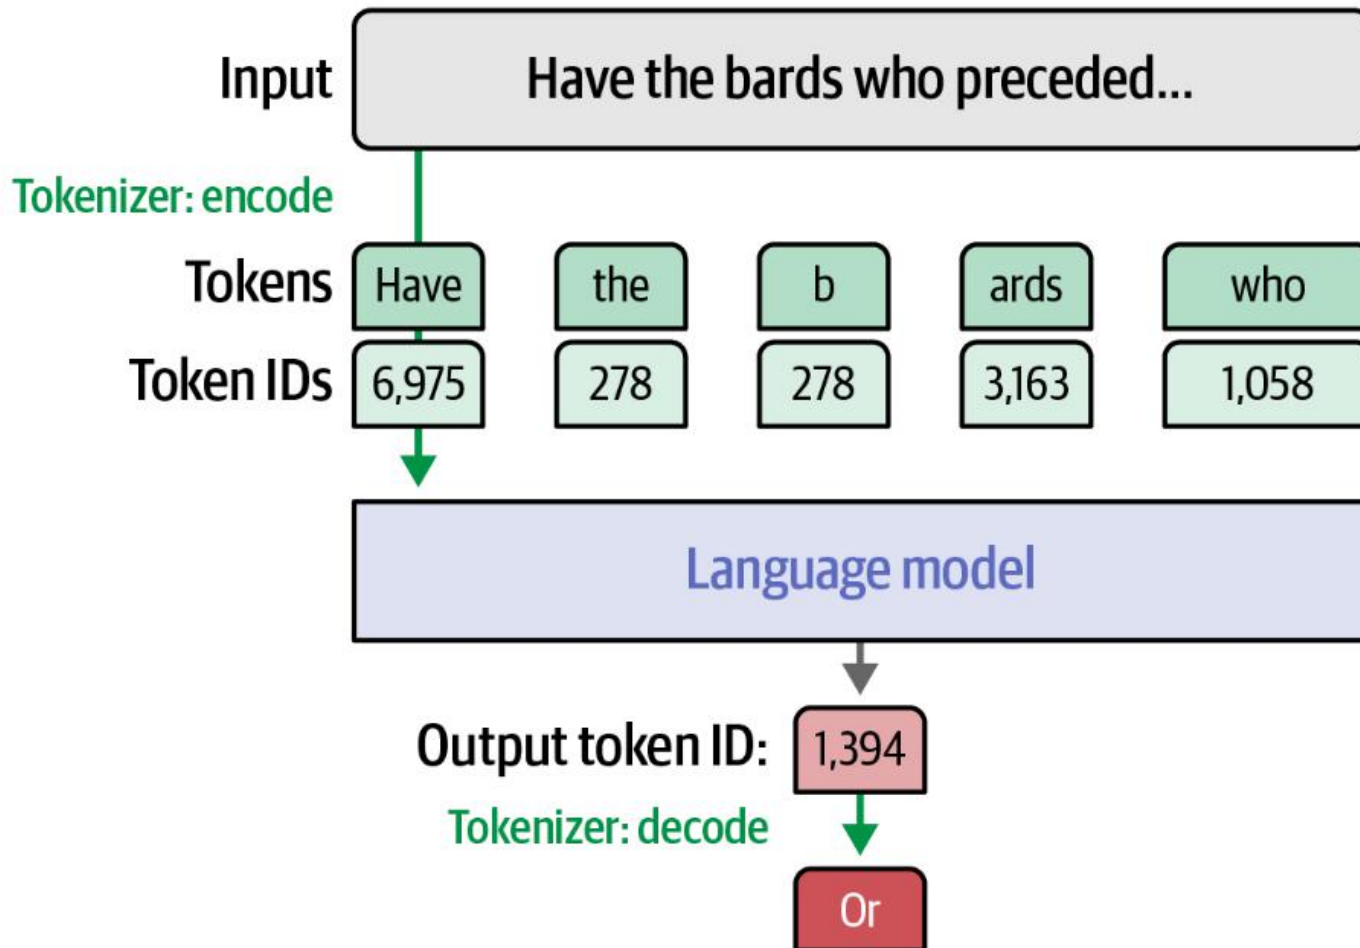 Input
Have the bards who preceded...
Tokenizer: encode
Tokens Have the b ards who
Token IDs 6,975 278 278 3,163 1,058
Language model
Output token ID: 1,394
Tokenizer: decode
Or